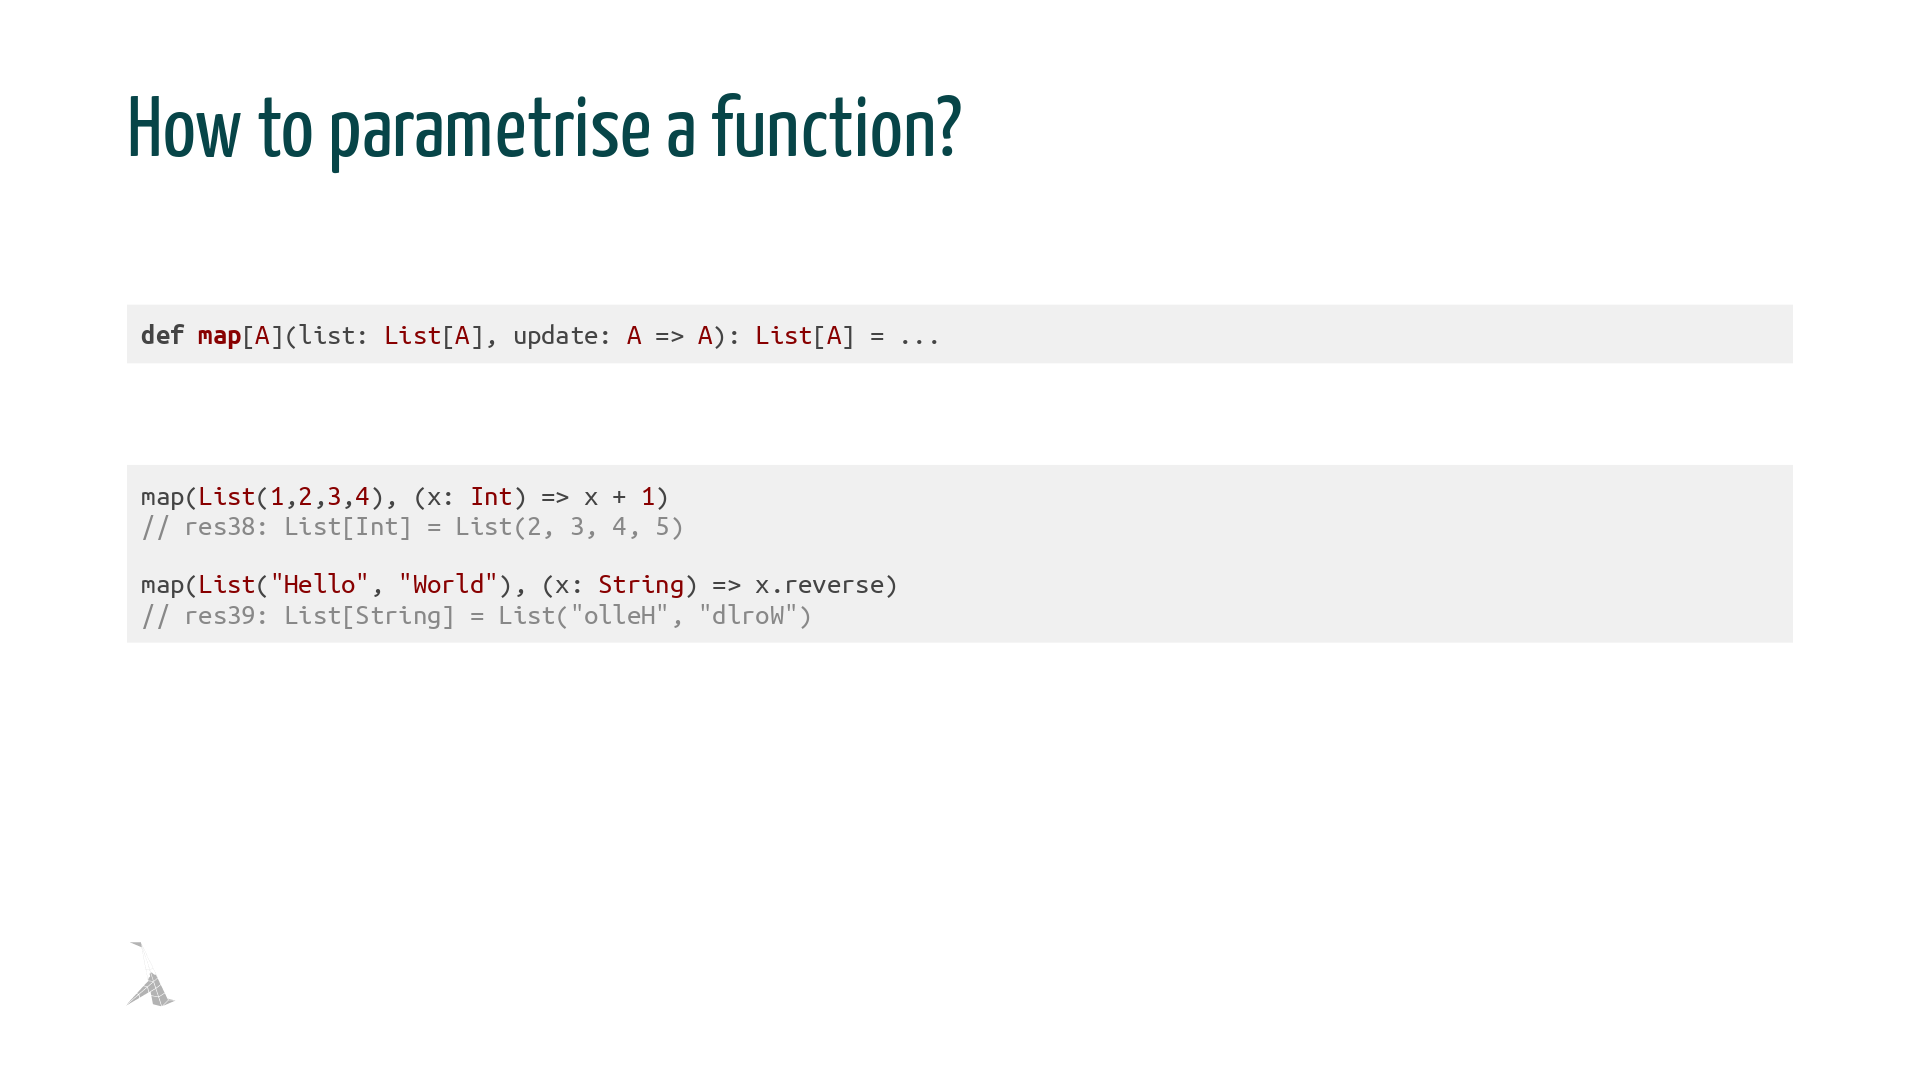 How to parametrise a function?
def map[A](list: List[A], update: A => A): List[A] = ...
map(List(1,2,3,4), (x: Int) => x + 1)
// res38: List[Int] = List(2, 3, 4, 5)
map(List("Hello", "World"), (x: String) => x.reverse)
// res39: List[String] = List("olleH", "dlroW")